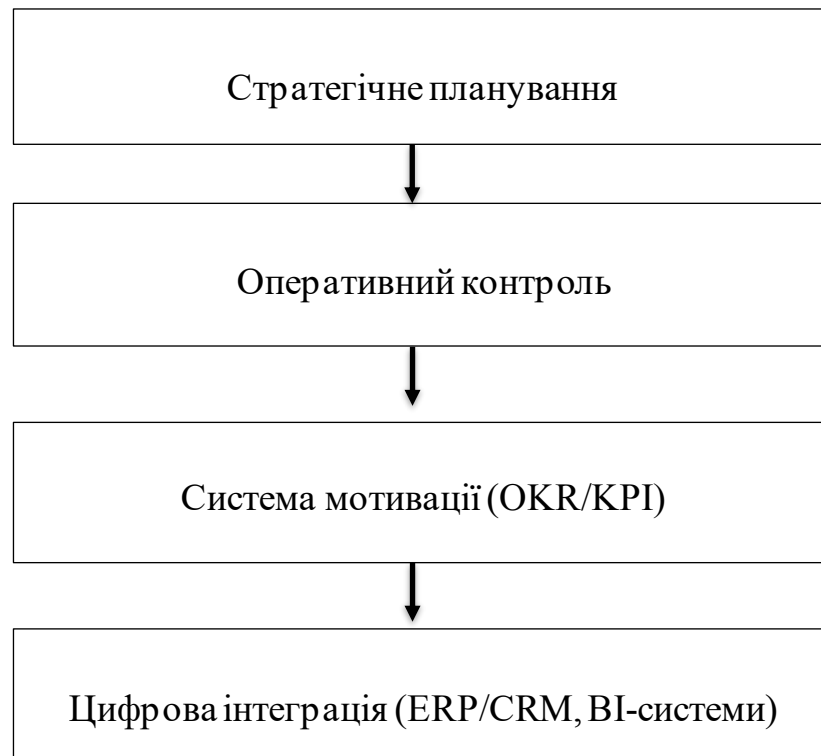 Стратегічне планування
Оперативний контроль
Система мотивації (OKR/KPI)
Цифрова інтеграція (ERP/CRM, BI-системи)